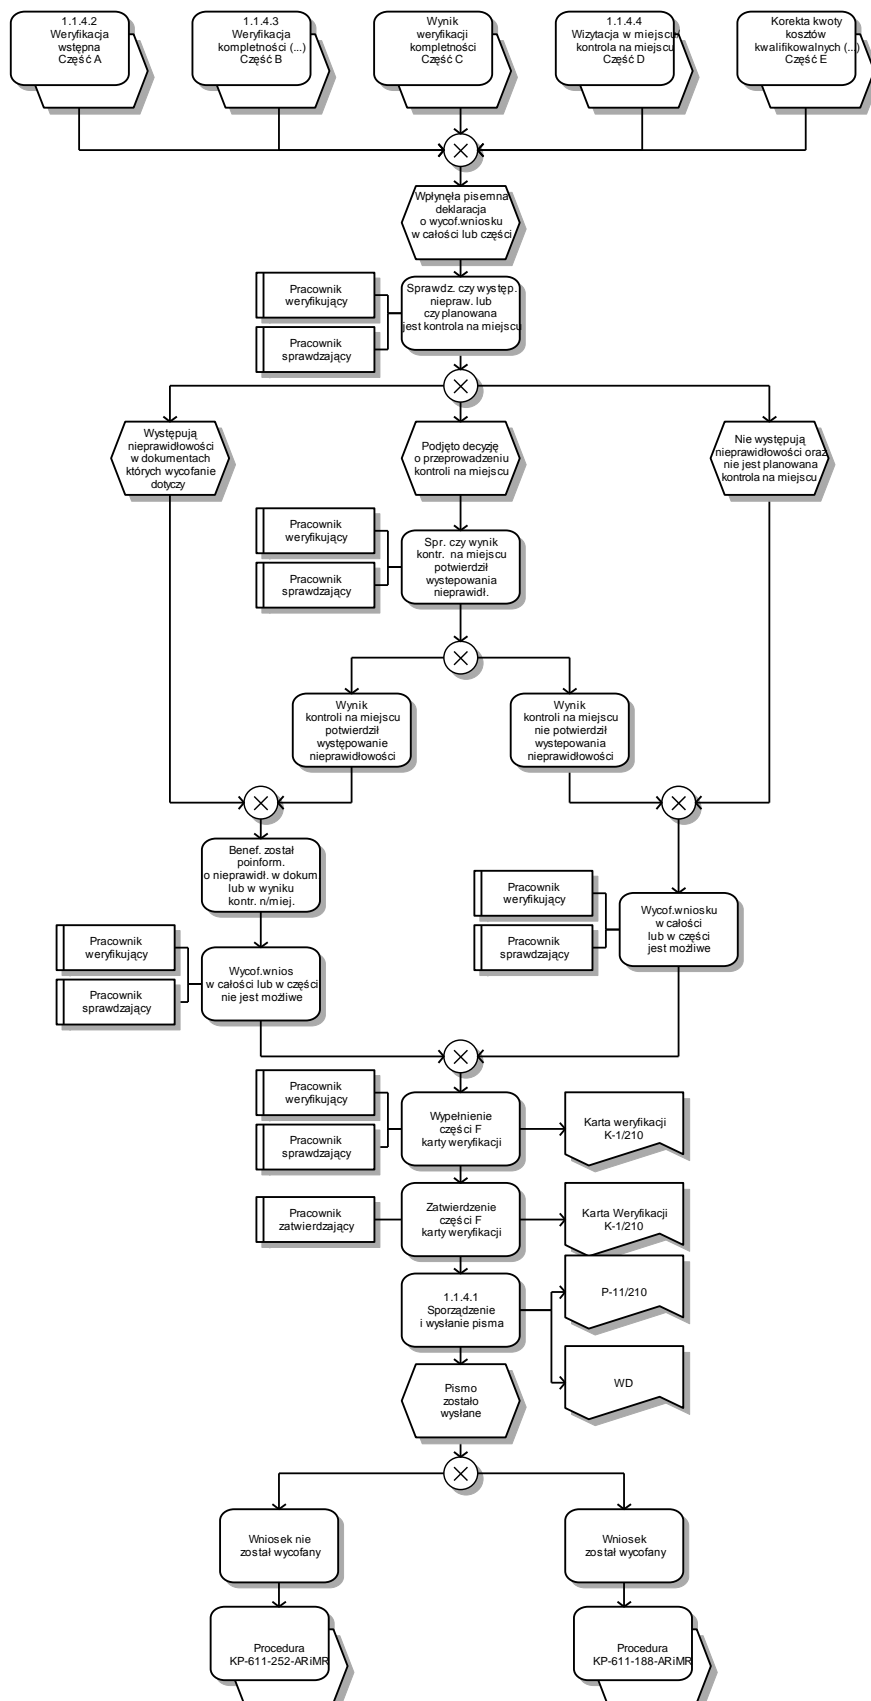 1.1.4.2
Weryfikacja
wstępna
Część A
1.1.4.3
Weryfikacja
kompletności (...)
Część B
Wynik
weryfikacji
kompletności
Część C
1.1.4.4
Wizytacja w miejscu/
kontrola na miejscu
Część D
Korekta kwoty
kosztów
kwalifikowalnych (...)
Część E
Wpłynęła pisemna
deklaracja
o wycof.wniosku
w całości lub części
Pracownik
weryfikujący
Pracownik
sprawdzający
Sprawdz. czy występ.
niepraw. lub
czy planowana
jest kontrola na miejscu
Występują
nieprawidłowości
w dokumentach
których wycofanie
dotyczy
Podjęto decyzję
o przeprowadzeniu
kontroli na miejscu
Nie występują
nieprawidłowości oraz
nie jest planowana
kontrola na miejscu
Pracownik
weryfikujący
Pracownik
sprawdzający
Spr. czy wynik
kontr. na miejscu
potwierdził
wystepowania
nieprawidł.
Wynik
kontroli na miejscu
potwierdził
występowanie
nieprawidłowości
Wynik
kontroli na miejscu
nie potwierdził
wystepowania
nieprawidłowości
Benef. został
poinform.
o nieprawidł. w dokum.
lub w wyniku
kontr. n/miej.
Pracownik
weryfikujący
Pracownik
sprawdzający
Wycof.wniosku
w całości
lub w części
jest możliwe
Pracownik
weryfikujący
Pracownik
sprawdzający
Wycof.wnios
w całości lub w części
nie jest możliwe
Pracownik
weryfikujący
Pracownik
sprawdzający
Wypełnienie
części F
karty weryfikacji
Karta weryfikacji
K-1/210
Pracownik
zatwierdzający
Zatwierdzenie
części F
karty weryfikacji
Karta Weryfikacji
K-1/210
1.1.4.1
Sporządzenie
i wysłanie pisma
P-11/210
WD
Pismo
zostało
wysłane
Wniosek nie
został wycofany
Wniosek
został wycofany
Procedura
KP-611-252-ARiMR
Procedura
KP-611-188-ARiMR